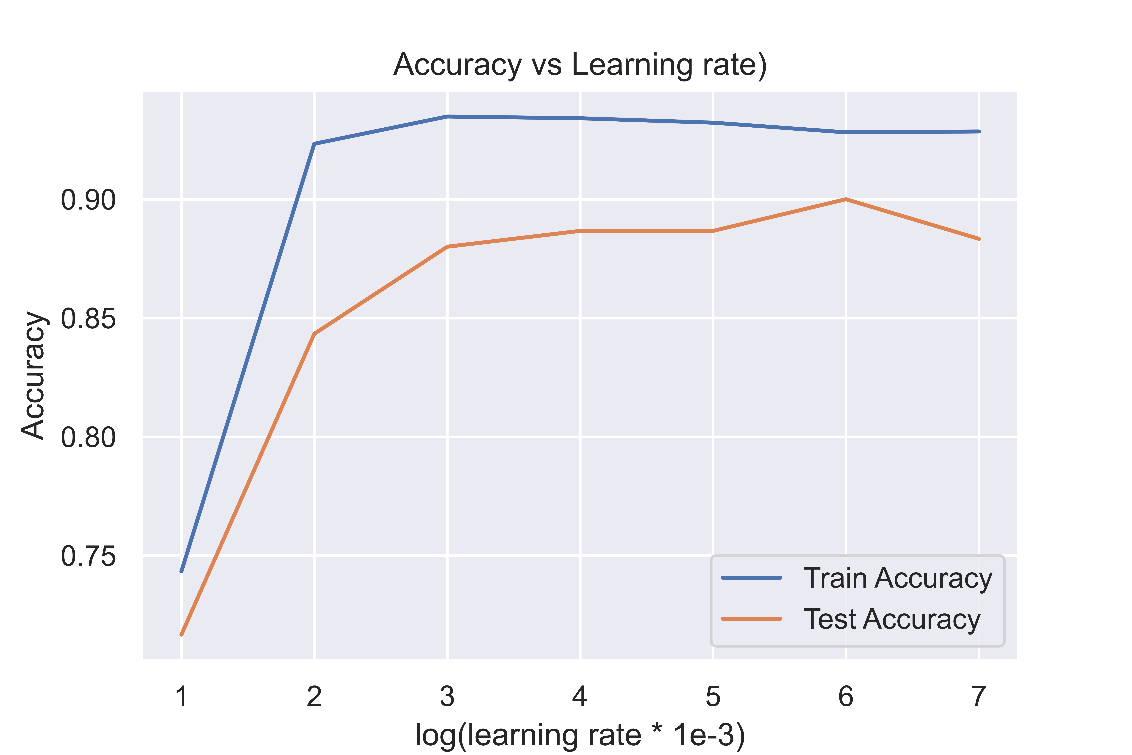 Accuracy vs Learning rate)
Accuracy
0.90
0.85
0.80
0.75
Train Accuracy
Test Accuracy
1 2 3 4 5 6 7
log(learning rate * 1e-3)